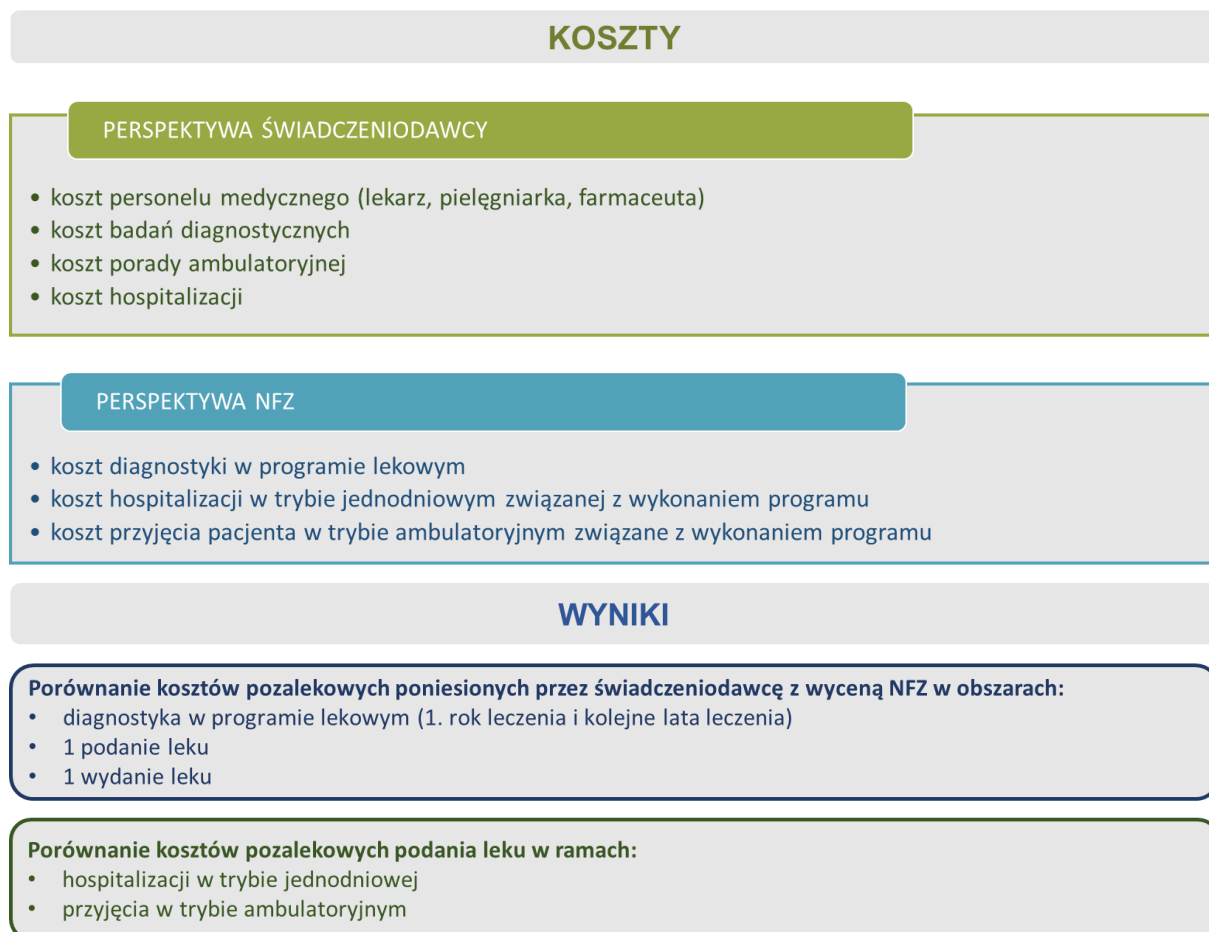 KOSZTY
PERSPEKTYWA ŚWIADCZENIODAWCY
• koszt personelu medycznego (lekarz, pielęgniarka, farmaceuta)
• koszt badań diagnostycznych
• koszt porady ambulatoryjnej
• koszt hospitalizacji
PERSPEKTYWA NFZ
• koszt diagnostyki w programie lekowym
• koszt hospitalizacji w trybie jednodniowym związanej z wykonaniem programu
• koszt przyjęcia pacjenta w trybie ambulatoryjnym związane z wykonaniem programu
WYNIKI
Porównanie kosztów pozalekowych poniesionych przez świadczeniodawcę z wyceną NFZ w obszarach:
• diagnostyka w programie lekowym (1. rok leczenia i kolejne lata leczenia)
• 1 podanie leku
• 1 wydanie leku
Porównanie kosztów pozalekowych podania leku w ramach:
• hospitalizacji w trybie jednodniowej
• przyjęcia w trybie ambulatoryjnym